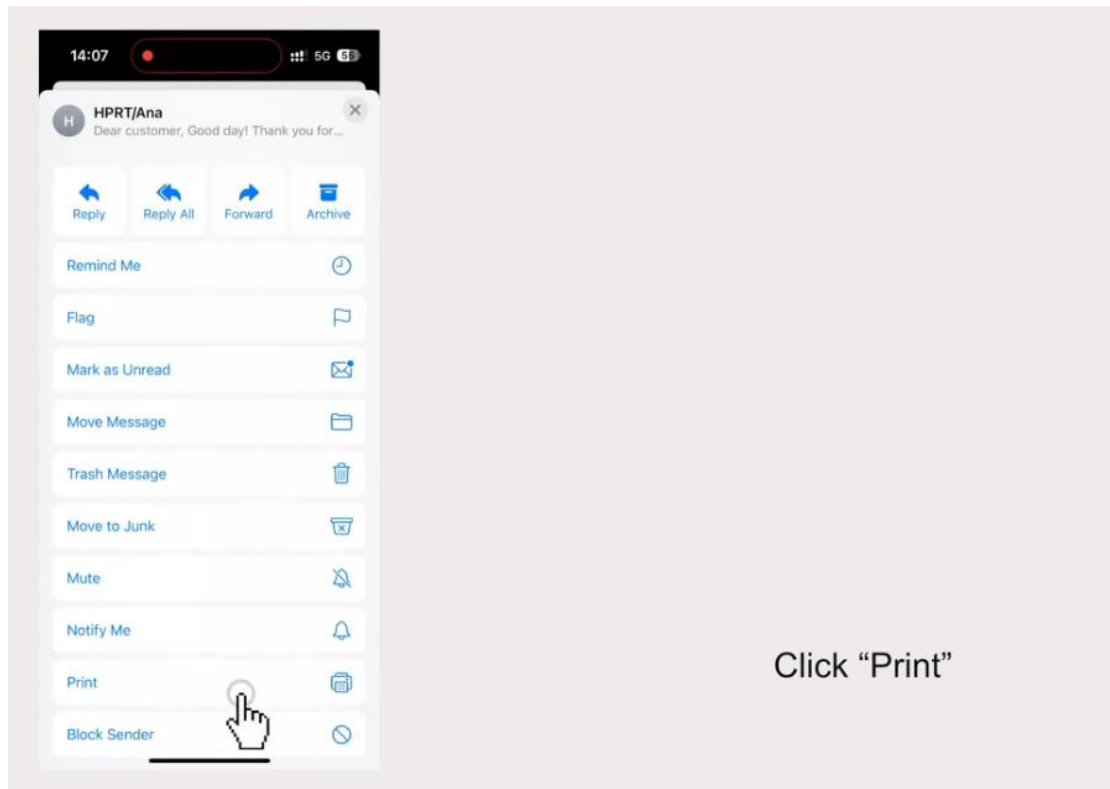 14:07 5G 56
H HPRT/Ana
Dear customer, Good day! Thank you for...
Reply Reply All Forward Archive
Remind Me
Flag
Mark as Unread
Move Message
Trash Message
Move to Junk
Mute
Notify Me
Print
Click “Print”
Block Sender